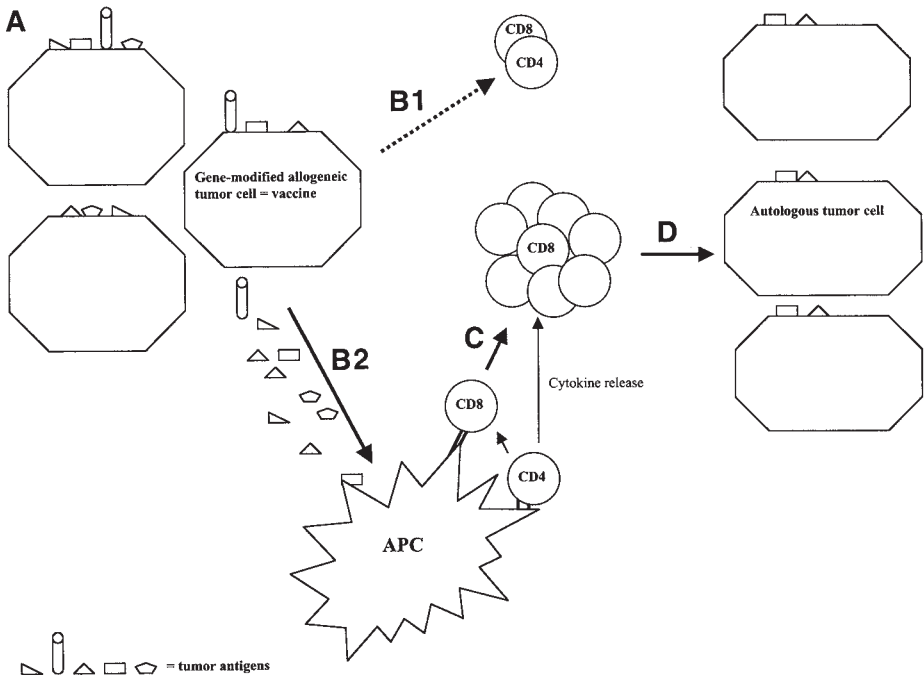 A
CD8
CD4
B1
Gene-modified allogeneic
tumor cell = vaccine
Autologous tumor cell
CD8
D
B2
C
Cytokine release
CD8
CD4
APC
= tumor antigens